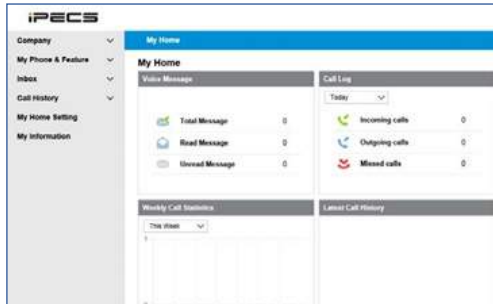 iPECS
Company
My Phone & Feature
Inbox
Call History
My Home Setting
My Information
My Home
My Home
Voice Message
Total Message 0
Read Message 0
Unread Message 0
Call Log
Today
Incoming calls 0
Outgoing calls 0
Missed calls 0
Weekly Call Statistics
This Week
1
Latest Call History